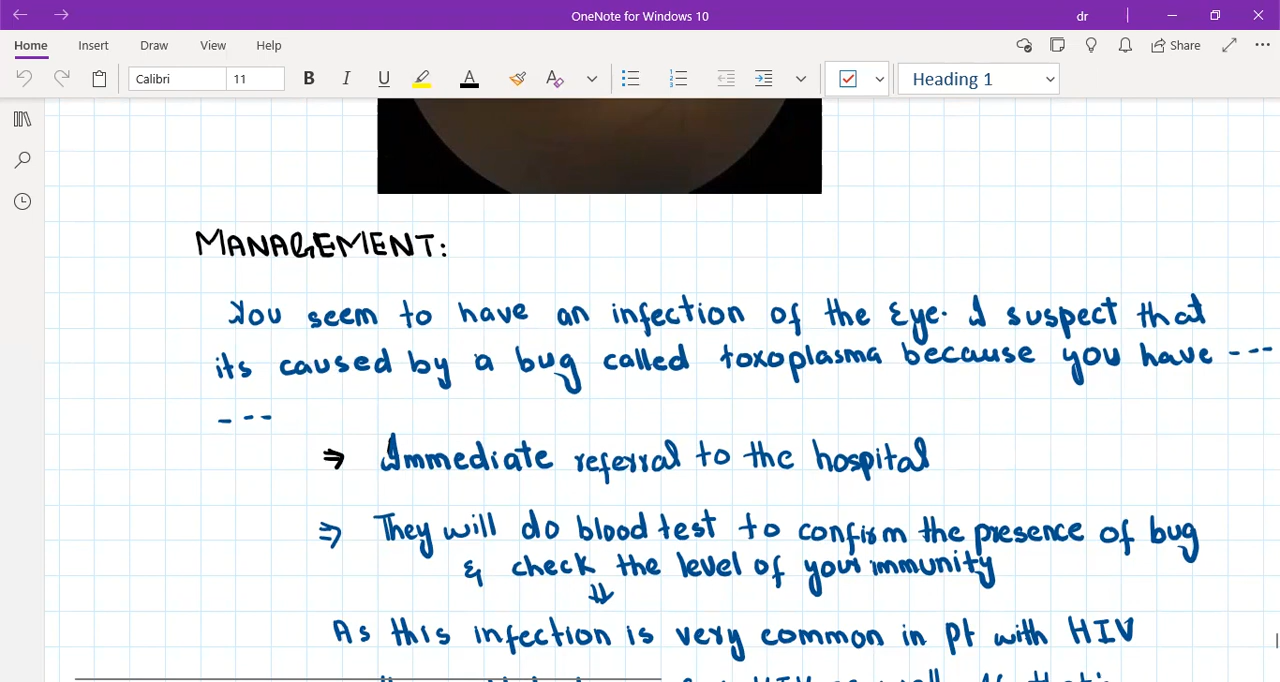 OneNote for Windows 10
dr
Home Insert Draw View Help
Share
Calibri 11 B I U A A Heading 1
MANAGEMENT:
You seem to have an infection of the Eye. I suspect that
its caused by a bug called toxoplasma because you have ---
---
⇒ Immediate referral to the hospital
⇒ They will do blood test to confirm the presence of bug
& check the level of your immunity
⇓
As this infection is very common in pt with HIV